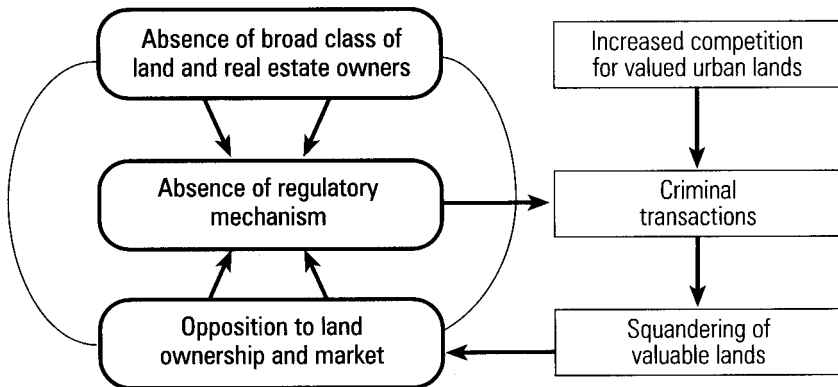 Absence of broad class of
land and real estate owners
Increased competition
for valued urban lands
Absence of regulatory
mechanism
Criminal
transactions
Opposition to land
ownership and market
Squandering of
valuable lands